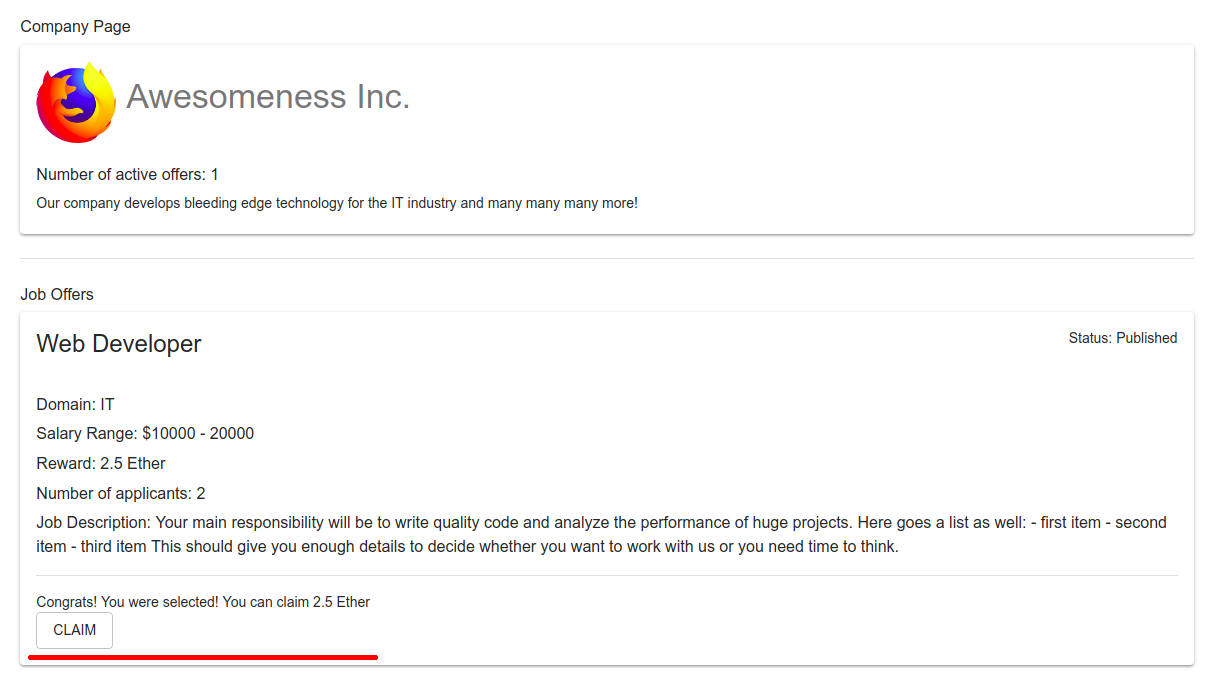 Company Page
Awesomeness Inc.
Number of active offers: 1
Our company develops bleeding edge technology for the IT industry and many many many more!
Job Offers
Web Developer
Status: Published
Domain: IT
Salary Range: $10000 - 20000
Reward: 2.5 Ether
Number of applicants: 2
Job Description: Your main responsibility will be to write quality code and analyze the performance of huge projects. Here goes a list as well: - first item - second
item - third item This should give you enough details to decide whether you want to work with us or you need time to think.
Congrats! You were selected! You can claim 2.5 Ether
CLAIM